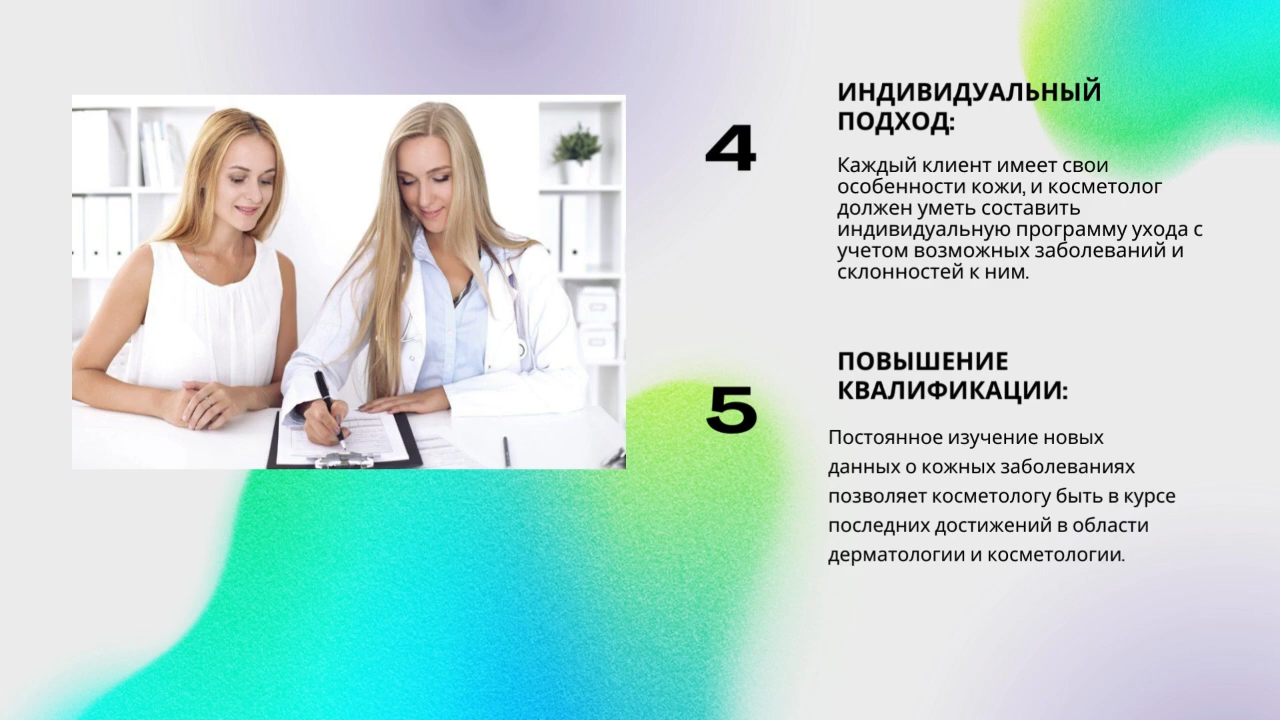 4
ИНДИВИДУАЛЬНЫЙ
ПОДХОД:
Каждый клиент имеет свои
особенности кожи, и косметолог
должен уметь составить
индивидуальную программу ухода с
учетом возможных заболеваний и
склонностей к ним.
5
ПОВЫШЕНИЕ
КВАЛИФИКАЦИИ:
Постоянное изучение новых
данных о кожных заболеваниях
позволяет косметологу быть в курсе
последних достижений в области
дерматологии и косметологии.